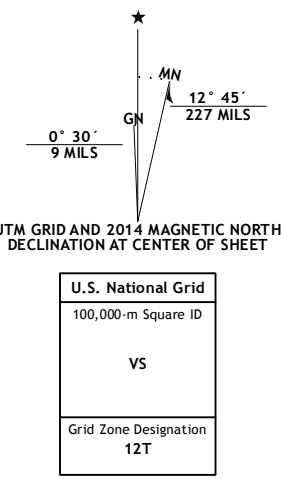 ★
MN
GN
12° 45´
227 MILS
0° 30´
9 MILS
UTM GRID AND 2014 MAGNETIC NORTH
DECLINATION AT CENTER OF SHEET
U.S. National Grid
100,000-m Square ID
VS
Grid Zone Designation
12T